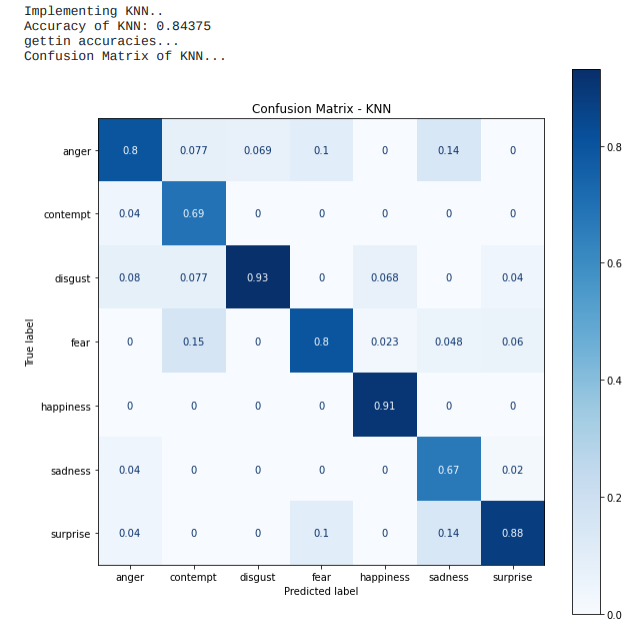 Implementing KNN..
Accuracy of KNN: 0.84375
gettin accuracies...
Confusion Matrix of KNN...
Confusion Matrix - KNN
anger 0.8 0.077 0.069 0.1 0 0.14 0
contempt 0.04 0.69 0 0 0 0 0
disgust 0.08 0.077 0.93 0 0.068 0 0.04
fear 0 0.15 0 0.8 0.023 0.048 0.06
happiness 0 0 0 0 0.91 0 0
sadness 0.04 0 0 0 0 0.67 0.02
surprise 0.04 0 0 0.1 0 0.14 0.88
anger contempt disgust fear happiness sadness surprise
Predicted label
True label
0.8
0.6
0.4
0.2
0.0